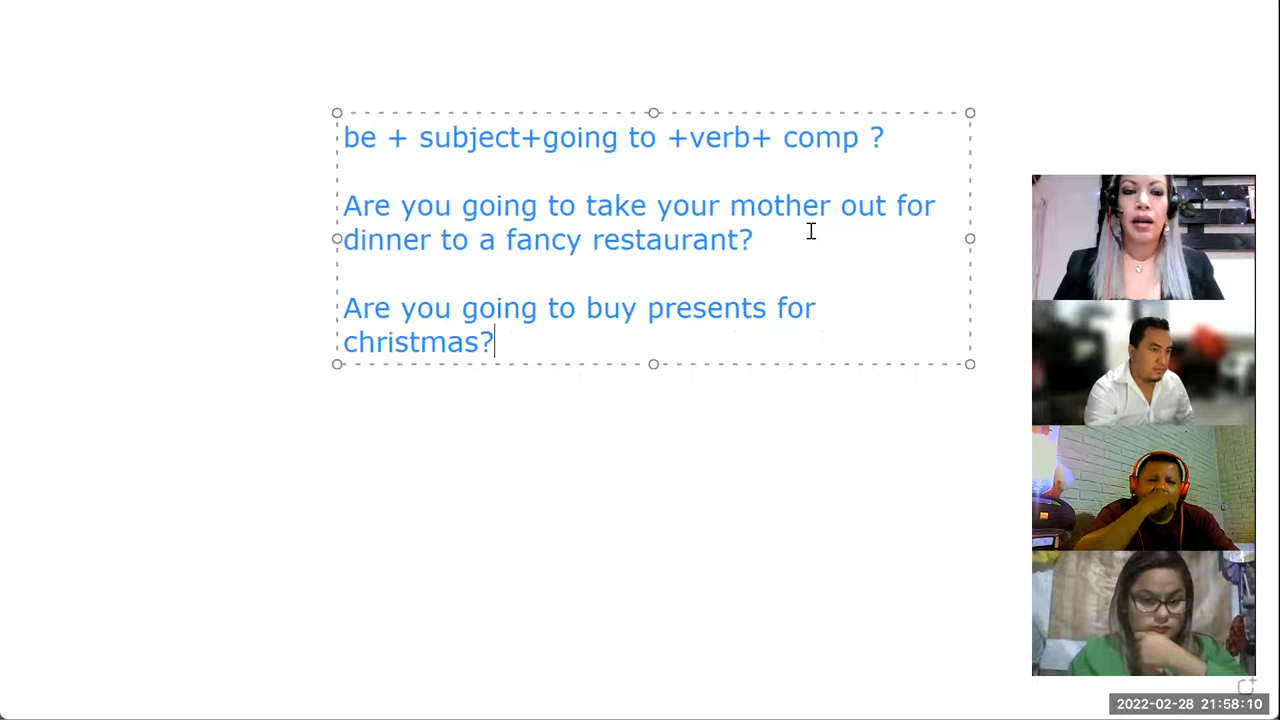 be + subject+going to +verb+ comp ?
Are you going to take your mother out for
dinner to a fancy restaurant?
Are you going to buy presents for
christmas?
2022-02-28 21:58:10